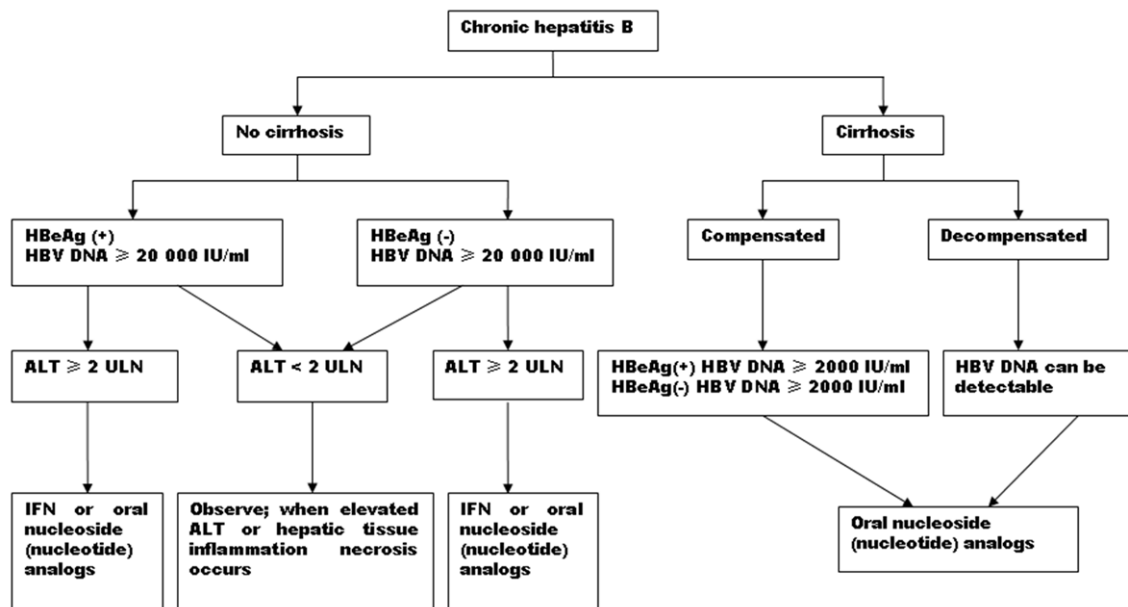 Chronic hepatitis B
No cirrhosis
Cirrhosis
HBeAg (+)
HBV DNA ⩾ 20 000 IU/ml
HBeAg (-)
HBV DNA ⩾ 20 000 IU/ml
Compensated
Decompensated
ALT ⩾ 2 ULN
ALT < 2 ULN
ALT ⩾ 2 ULN
HBeAg(+) HBV DNA ⩾ 2000 IU/ml
HBeAg(-) HBV DNA ⩾ 2000 IU/ml
HBV DNA can be
detectable
IFN or oral
nucleoside
(nucleotide)
analogs
Observe; when elevated
ALT or hepatic tissue
inflammation necrosis
occurs
IFN or oral
nucleoside
(nucleotide)
analogs
Oral nucleoside
(nucleotide) analogs